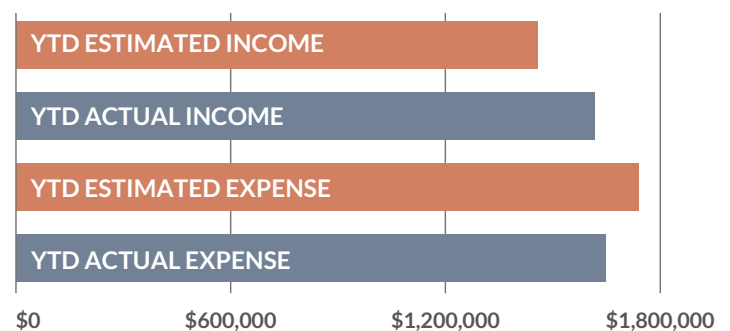 YTD ESTIMATED INCOME
YTD ACTUAL INCOME
YTD ESTIMATED EXPENSE
YTD ACTUAL EXPENSE
$0 $600,000 $1,200,000 $1,800,000